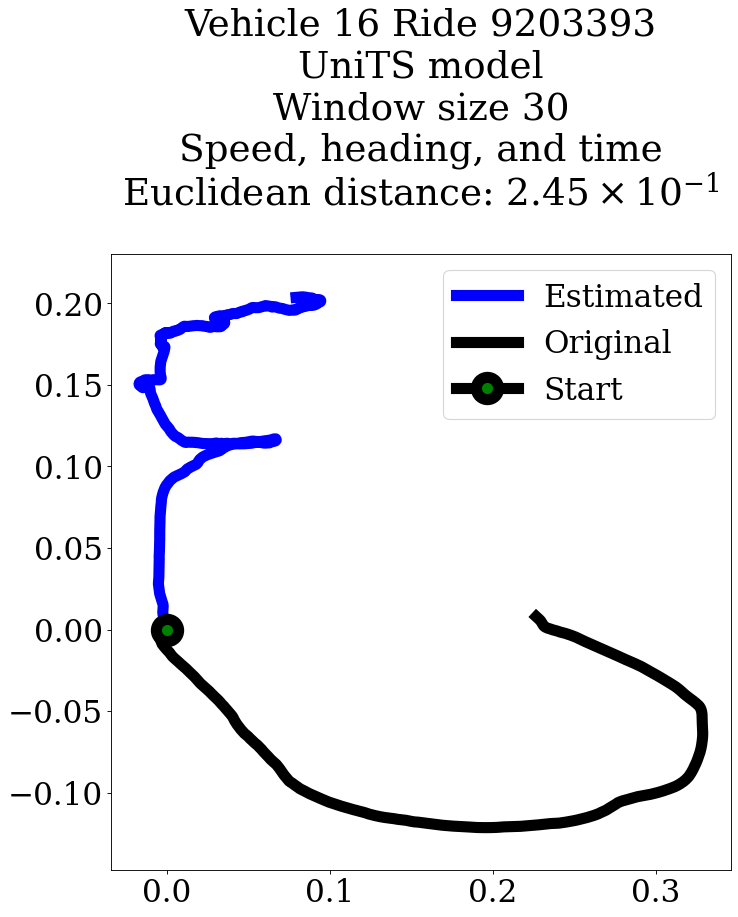 Vehicle 16 Ride 9203393
UniTS model
Window size 30
Speed, heading, and time
Euclidean distance: 2.45 × 10⁻¹
Estimated
Original
Start
0.20
0.15
0.10
0.05
0.00
−0.05
−0.10
0.0 0.1 0.2 0.3